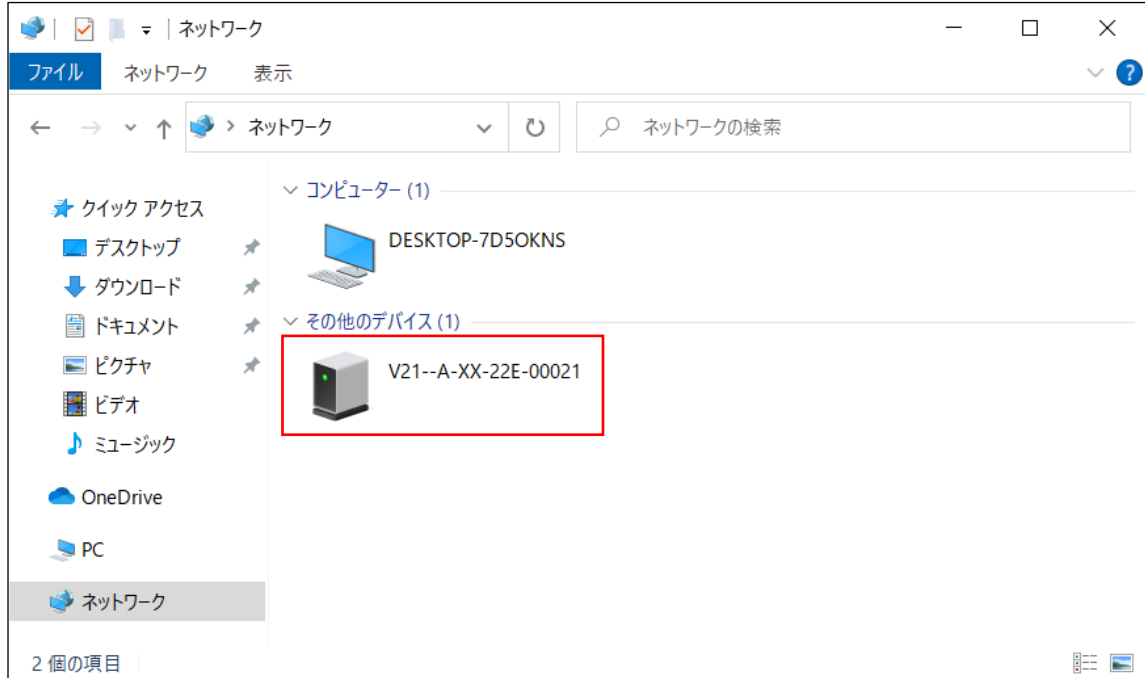 ネットワーク
ファイル ネットワーク 表示 ?
ネットワーク ネットワークの検索
クイック アクセス
デスクトップ
ダウンロード
ドキュメント
ピクチャ
ビデオ
ミュージック
OneDrive
PC
ネットワーク
コンピューター (1)
DESKTOP-7D5OKNS
その他のデバイス (1)
V21--A-XX-22E-00021
2 個の項目